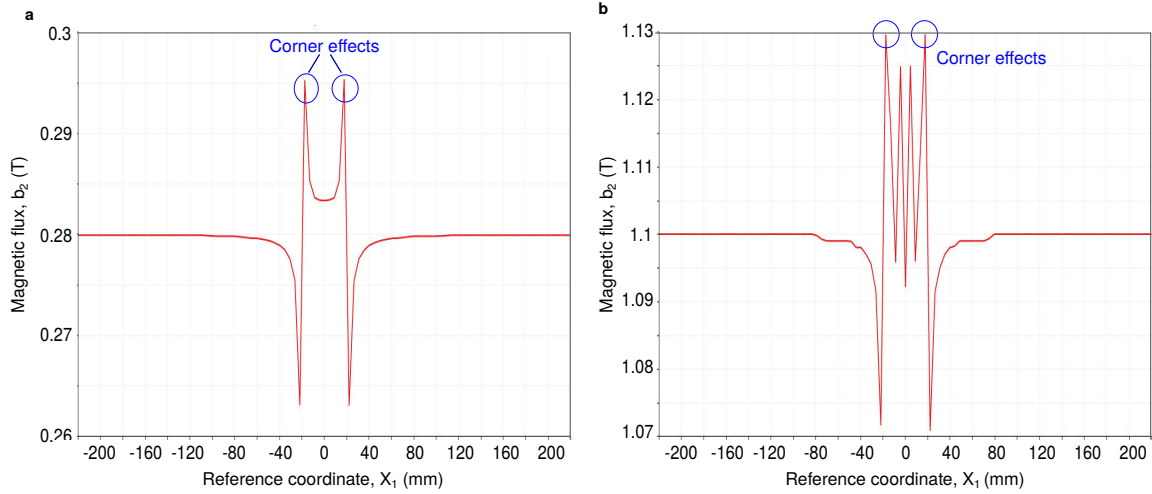 a
Corner effects
0.3
0.29
0.28
0.27
0.26
Magnetic flux, b2 (T)
-200 -160 -120 -80 -40 0 40 80 120 160 200
Reference coordinate, X1 (mm)
b
Corner effects
1.13
1.12
1.11
1.1
1.09
1.08
1.07
Magnetic flux, b2 (T)
-200 -160 -120 -80 -40 0 40 80 120 160 200
Reference coordinate, X1 (mm)